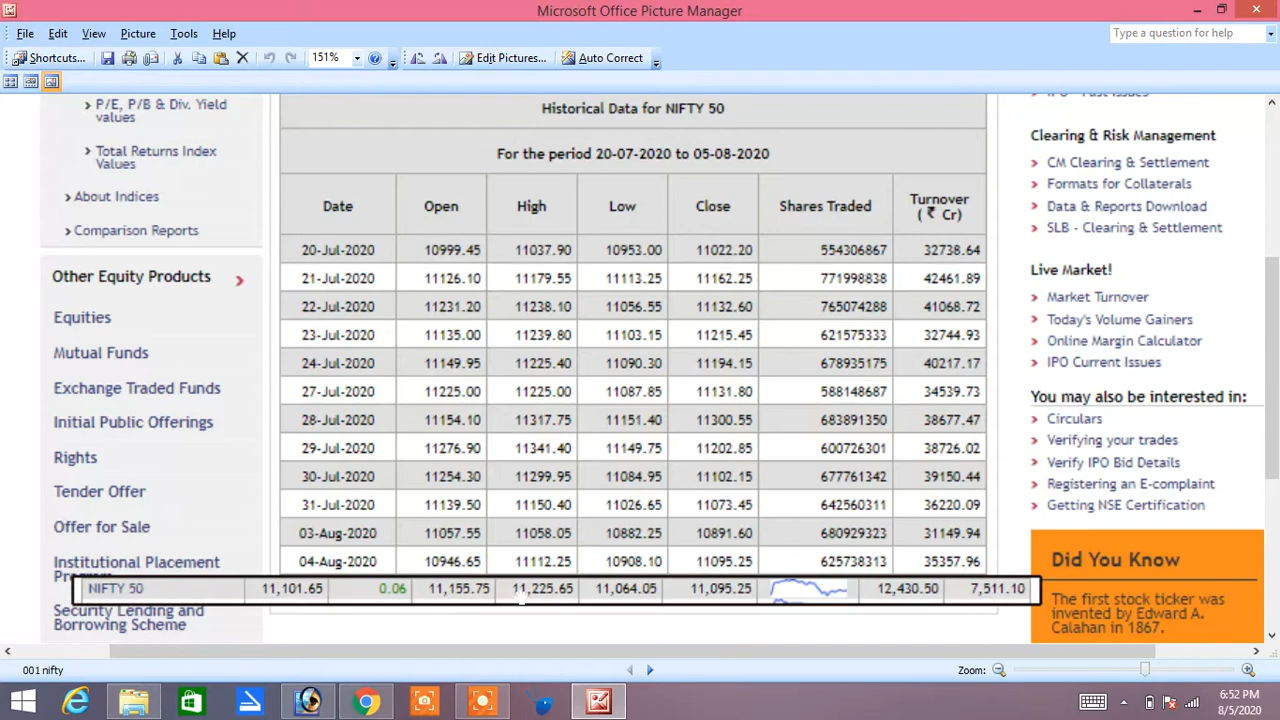 Microsoft Office Picture Manager
File Edit View Picture Tools Help
Type a question for help
Shortcuts... 151% Edit Pictures... Auto Correct
P/E, P/B & Div. Yield
values
Total Returns Index
Values
About Indices
Comparison Reports
Other Equity Products
Equities
Mutual Funds
Exchange Traded Funds
Initial Public Offerings
Rights
Tender Offer
Offer for Sale
Institutional Placement
Security Lending and
Borrowing Scheme
Historical Data for NIFTY 50
For the period 20-07-2020 to 05-08-2020
Date Open High Low Close Shares Traded Turnover
( ₹ Cr)
20-Jul-2020 10999.45 11037.90 10953.00 11022.20 554306867 32738.64
21-Jul-2020 11126.10 11179.55 11113.25 11162.25 771998838 42461.89
22-Jul-2020 11231.20 11238.10 11056.55 11132.60 765074288 41068.72
23-Jul-2020 11135.00 11239.80 11103.15 11215.45 621575333 32744.93
24-Jul-2020 11149.95 11225.40 11090.30 11194.15 678935175 40217.17
27-Jul-2020 11225.00 11225.00 11087.85 11131.80 588148687 34539.73
28-Jul-2020 11154.10 11317.75 11151.40 11300.55 683891350 38677.47
29-Jul-2020 11276.90 11341.40 11149.75 11202.85 600726301 38726.02
30-Jul-2020 11254.30 11299.95 11084.95 11102.15 677761342 39150.44
31-Jul-2020 11139.50 11150.40 11026.65 11073.45 642560311 36220.09
03-Aug-2020 11057.55 11058.05 10882.25 10891.60 680929323 31149.94
04-Aug-2020 10946.65 11112.25 10908.10 11095.25 625738313 35357.96
NIFTY 50 11,101.65 0.06 11,155.75 11,225.65 11,064.05 11,095.25 12,430.50 7,511.10
Clearing & Risk Management
CM Clearing & Settlement
Formats for Collaterals
Data & Reports Download
SLB - Clearing & Settlement
Live Market!
Market Turnover
Today's Volume Gainers
Online Margin Calculator
IPO Current Issues
You may also be interested in:
Circulars
Verifying your trades
Verify IPO Bid Details
Registering an E-complaint
Getting NSE Certification
Did You Know
The first stock ticker was
invented by Edward A.
Calahan in 1867.
001 nifty
Zoom:
6:52 PM
8/5/2020